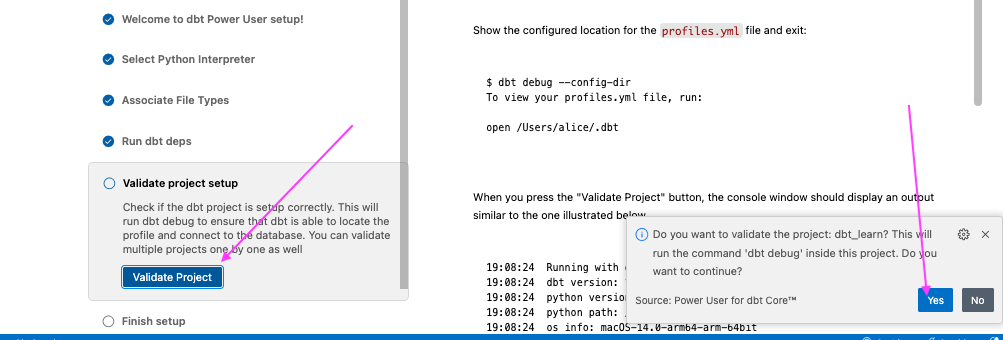 Welcome to dbt Power User setup!
Select Python Interpreter
Associate File Types
Run dbt deps
Validate project setup
Check if the dbt project is setup correctly. This will
run dbt debug to ensure that dbt is able to locate the
profile and connect to the database. You can validate
multiple projects one by one as well
Validate Project
Finish setup
Show the configured location for the profiles.yml file and exit:
$ dbt debug --config-dir
To view your profiles.yml file, run:
open /Users/alice/.dbt
When you press the "Validate Project" button, the console window should display an output
similar to the one illustrated below
19:08:24 Running with
19:08:24 dbt version:
19:08:24 python version
19:08:24 python path:
19:08:24 os info: macOS-14.0-arm64-arm-64bit
Do you want to validate the project: dbt_learn? This will
run the command 'dbt debug' inside this project. Do you
want to continue?
Source: Power User for dbt Core™
Yes
No